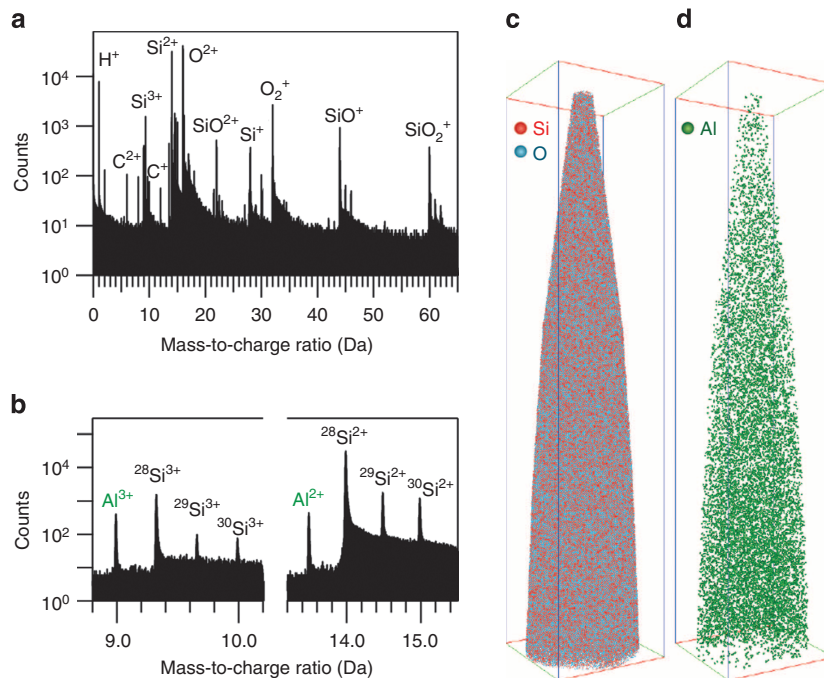 a
H⁺
Si²⁺
O²⁺
Si³⁺
C²⁺
C⁺
SiO²⁺
Si⁺
O₂⁺
SiO⁺
SiO₂⁺
10⁴
10³
10²
10¹
10⁰
Counts
0 10 20 30 40 50 60
Mass-to-charge ratio (Da)
b
Al³⁺
²⁸Si³⁺
²⁹Si³⁺
³⁰Si³⁺
Al²⁺
²⁸Si²⁺
²⁹Si²⁺
³⁰Si²⁺
10⁴
10²
10⁰
Counts
9.0 10.0 14.0 15.0
Mass-to-charge ratio (Da)
c
Si
O
d
Al